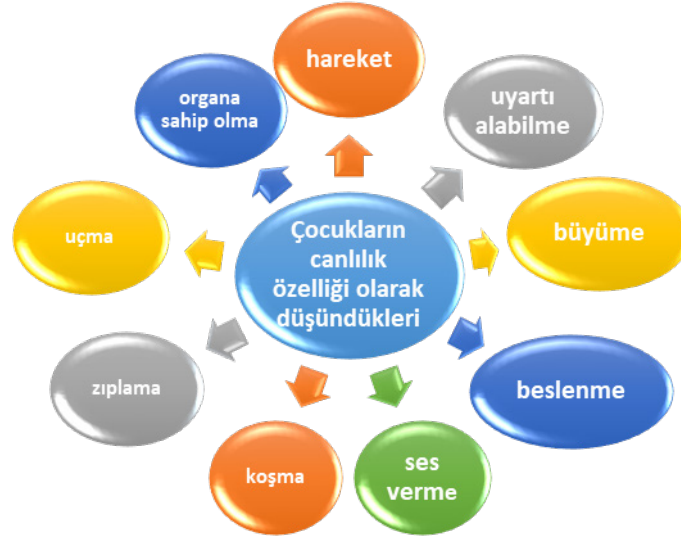 hareket
uyartı
alabilme
büyüme
beslenme
ses
verme
koşma
zıplama
uçma
organa
sahip olma
Çocukların
canlılık
özelliği olarak
düşündükleri